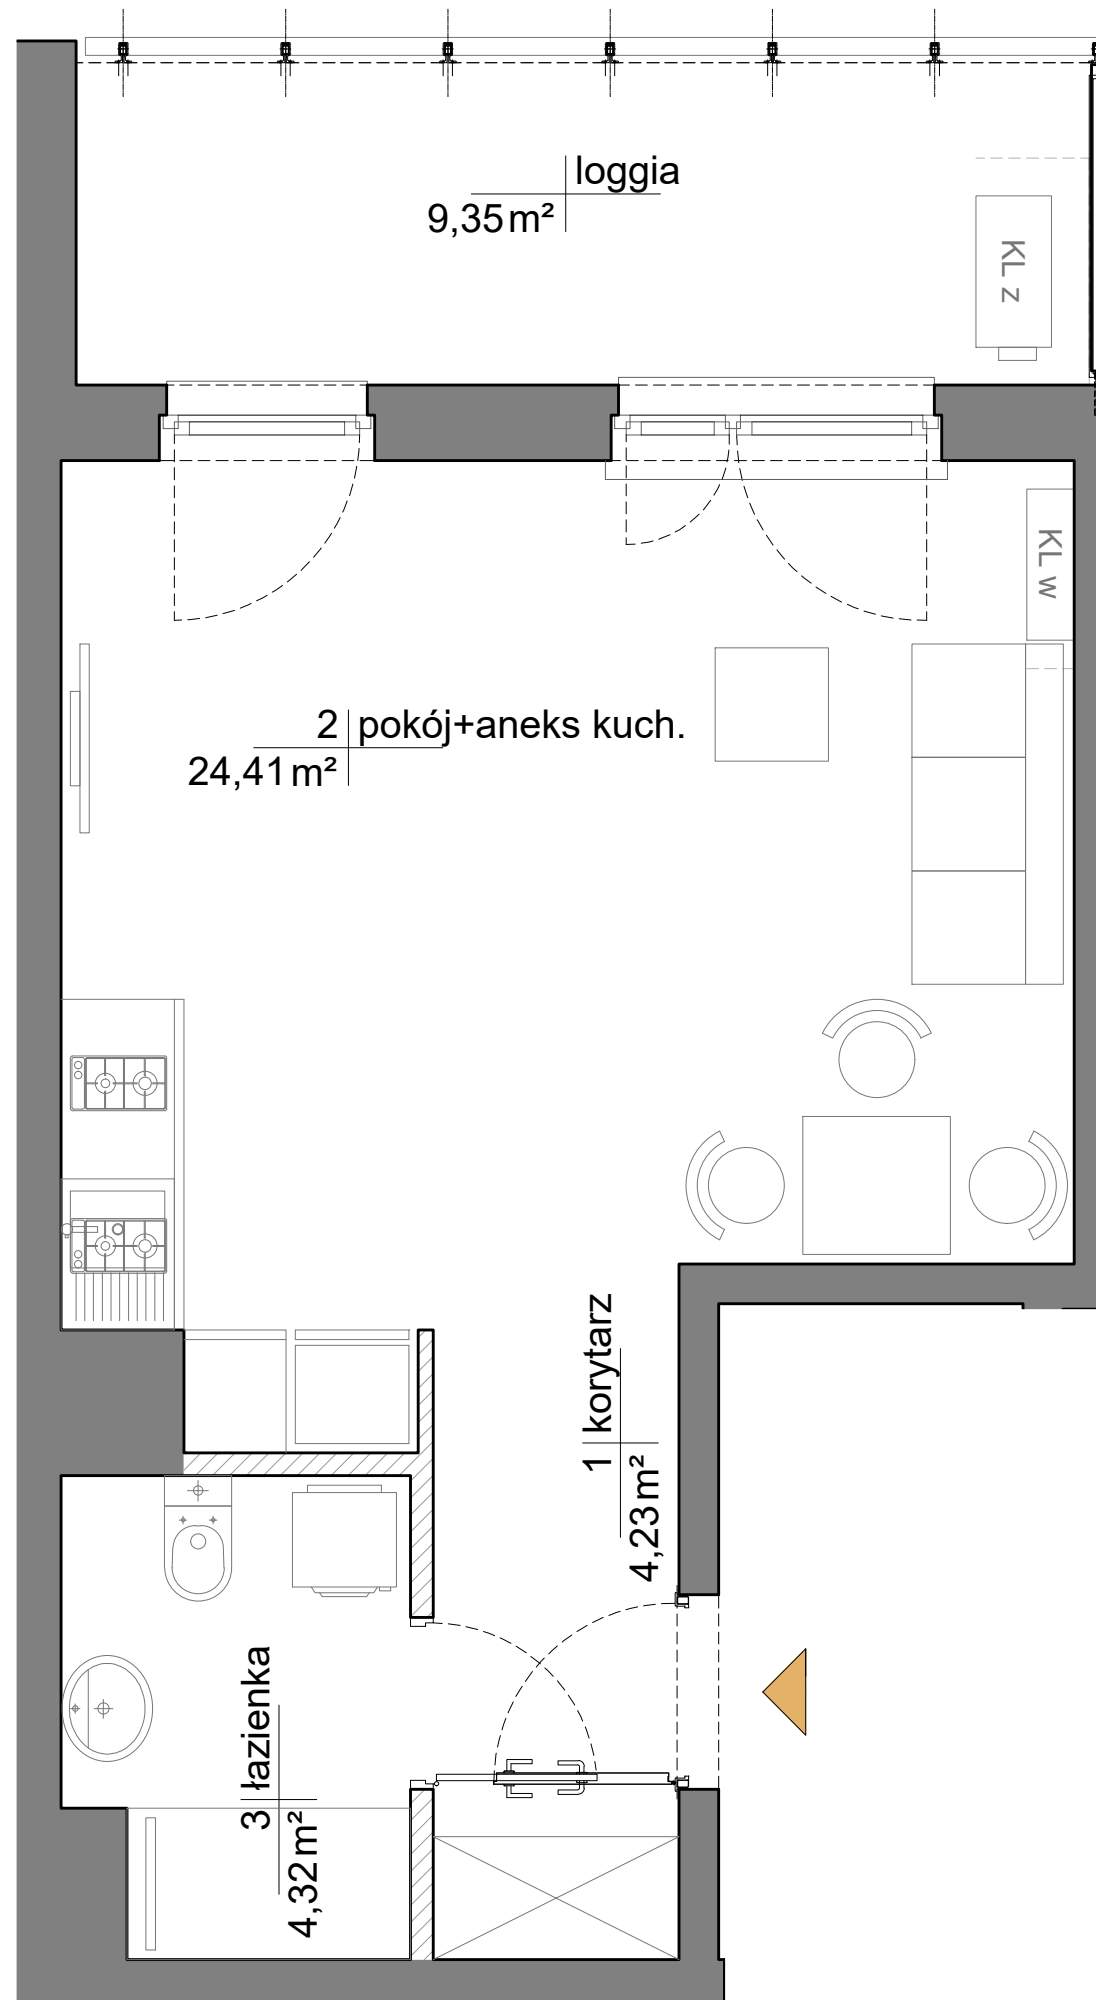 loggia
9,35 m²
KL z
KL w
2 pokój+aneks kuch.
24,41 m²
1 korytarz
4,23 m²
3 łazienka
4,32 m²